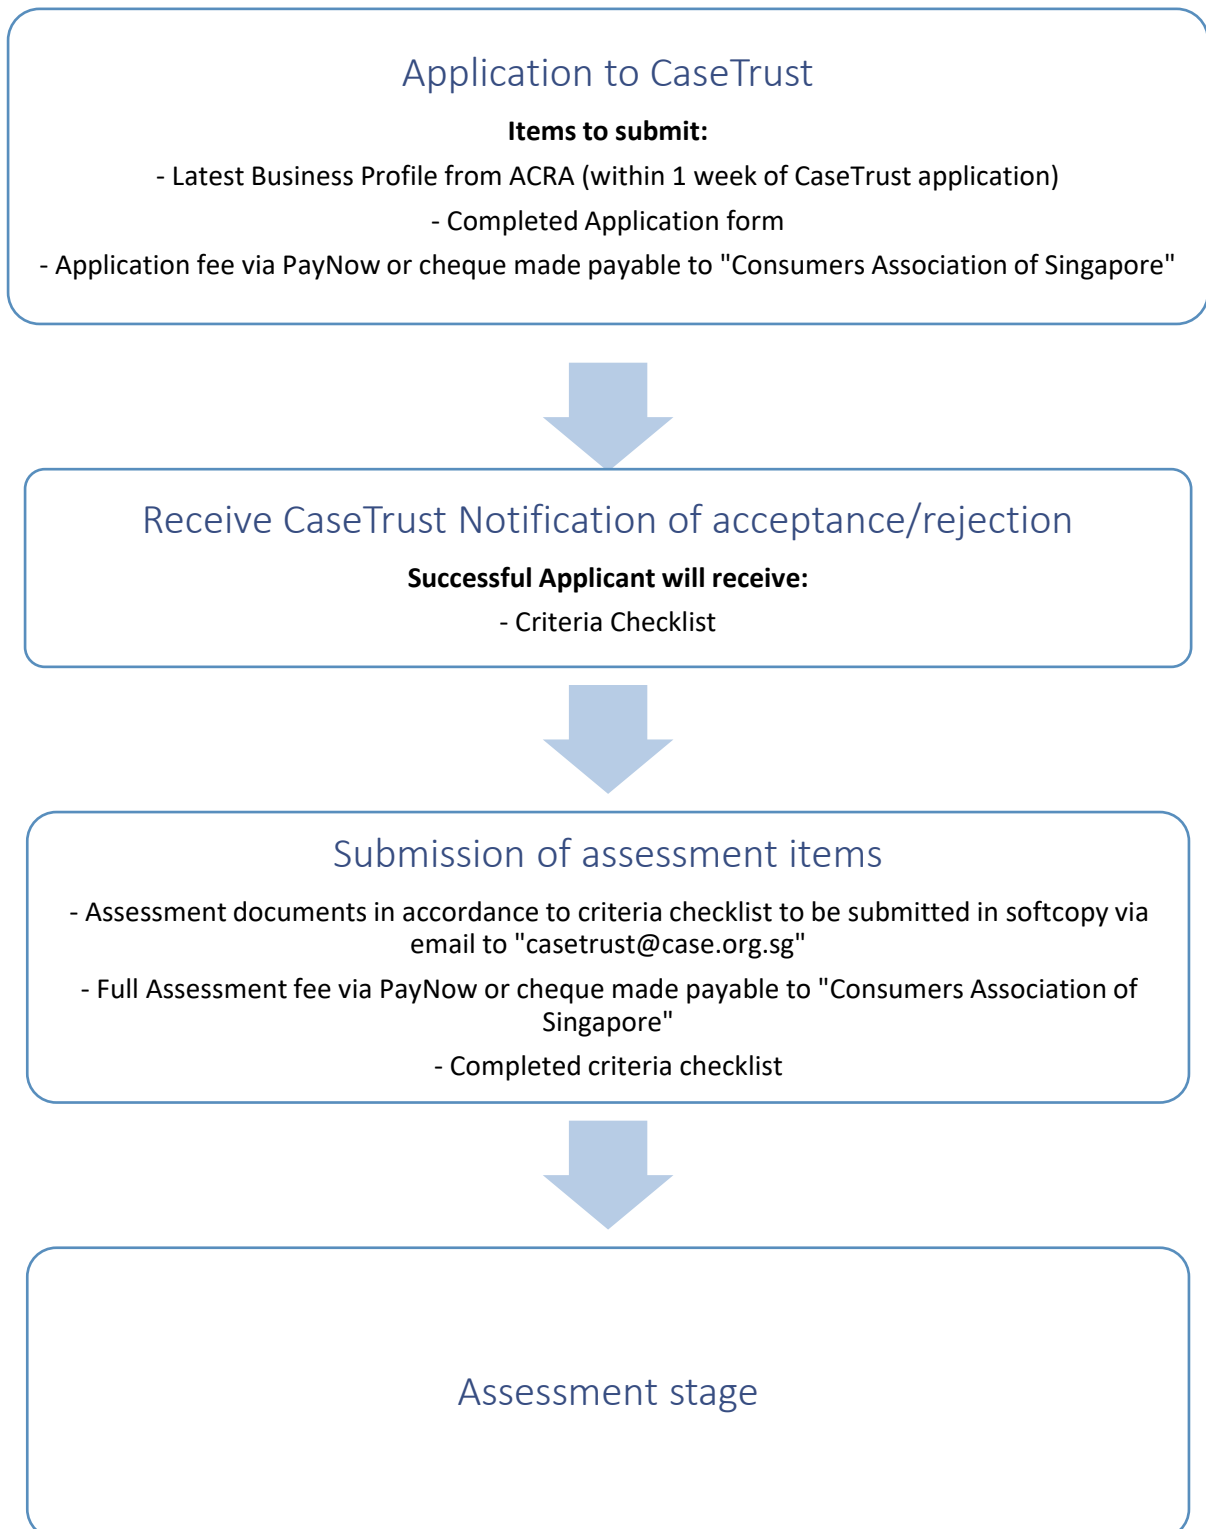 Application to CaseTrust
Items to submit:
- Latest Business Profile from ACRA (within 1 week of CaseTrust application)
- Completed Application form
- Application fee via PayNow or cheque made payable to "Consumers Association of Singapore"
Receive CaseTrust Notification of acceptance/rejection
Successful Applicant will receive:
- Criteria Checklist
Submission of assessment items
- Assessment documents in accordance to criteria checklist to be submitted in softcopy via
email to "casetrust@case.org.sg"
- Full Assessment fee via PayNow or cheque made payable to "Consumers Association of
Singapore"
- Completed criteria checklist
Assessment stage